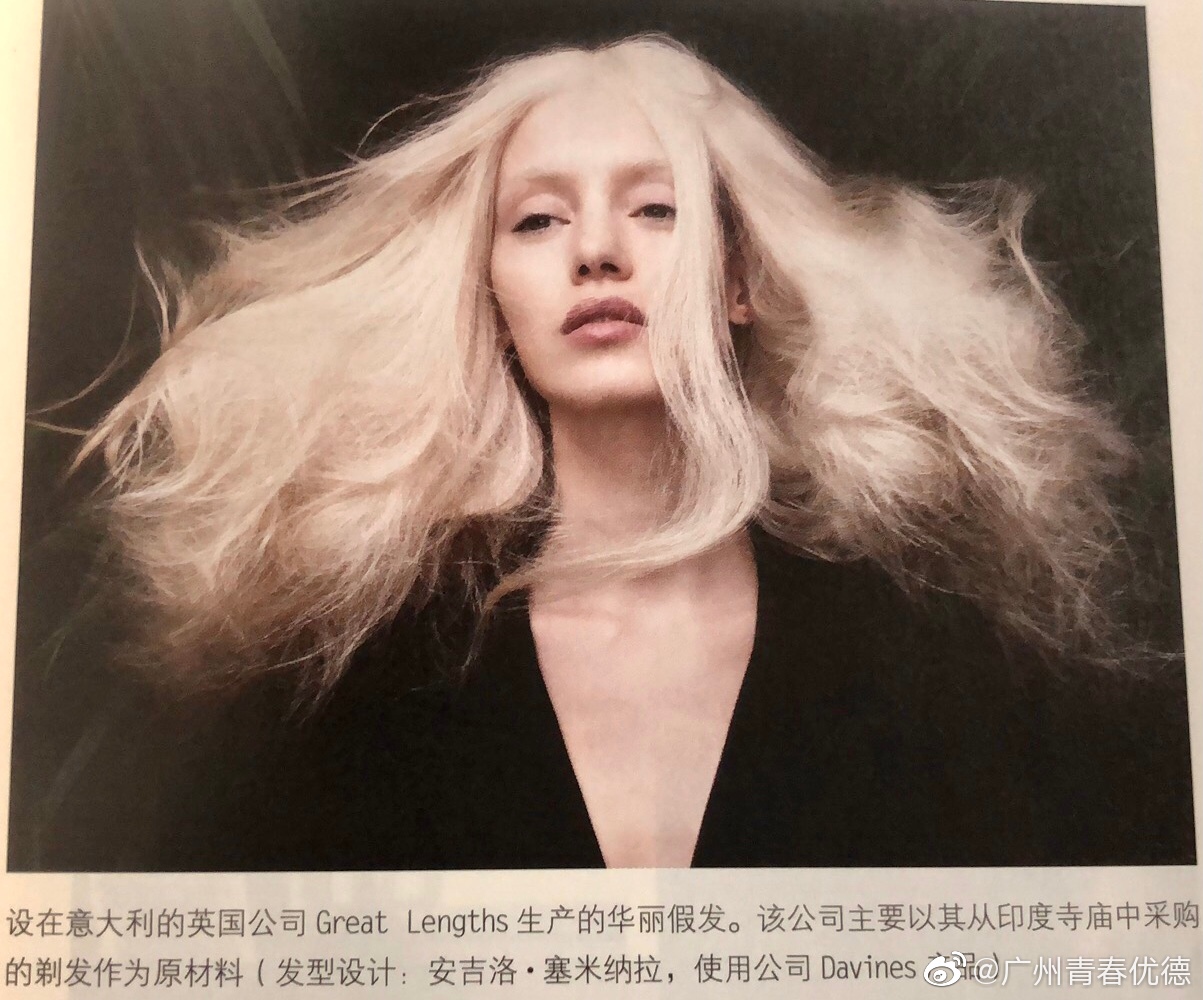 设在意大利的英国公司 Great Lengths 生产的华丽假发。该公司主要以其从印度寺庙中采购
的剃发作为原材料（发型设计：安吉洛·塞米纳拉，使用公司 Davines 品）
@广州青春优德